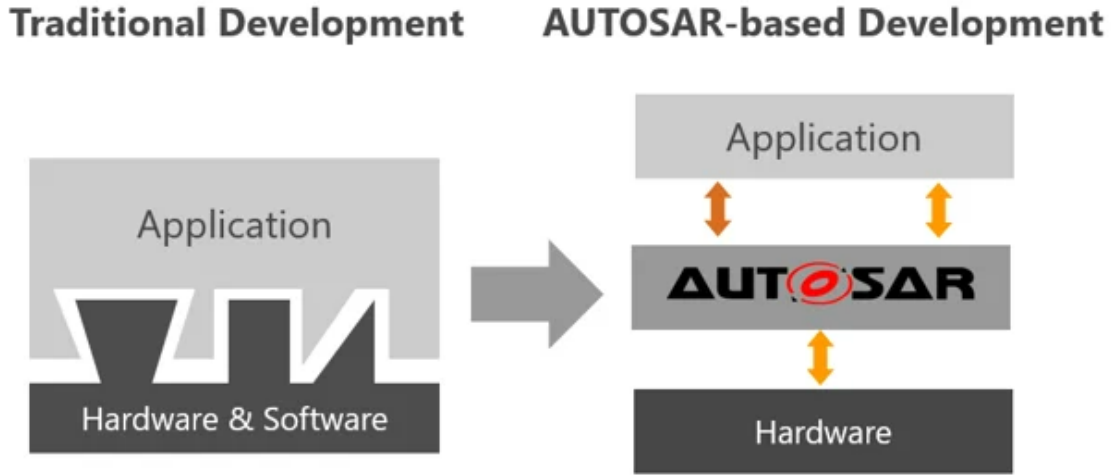 Traditional Development
AUTOSAR-based Development
Application
Hardware & Software
Application
AUTOSAR
Hardware